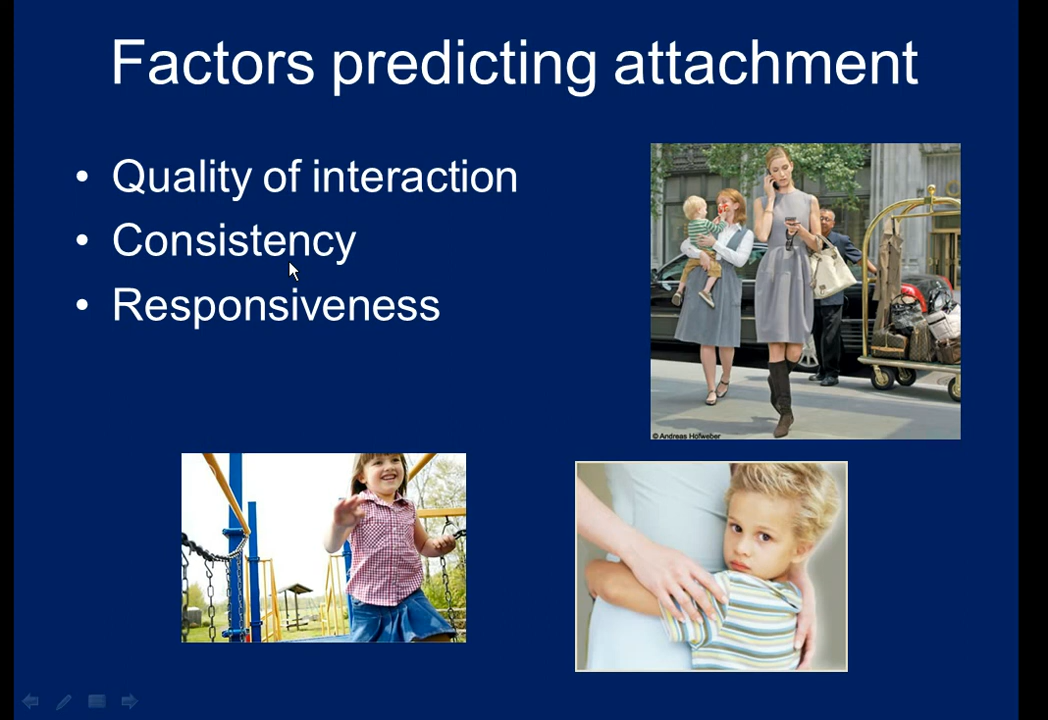 Factors predicting attachment
• Quality of interaction
• Consistency
• Responsiveness
© Andreas Hofweber